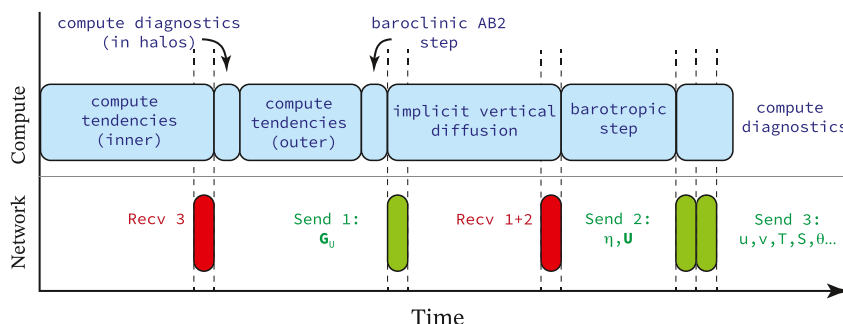 compute diagnostics
(in halos)
baroclinic AB2
step
Compute
compute
tendencies
(inner)
compute
tendencies
(outer)
implicit vertical
diffusion
barotropic
step
compute
diagnostics
Network
Recv 3
Send 1:
G_U
Recv 1+2
Send 2:
η,U
Send 3:
u,v,T,S,θ…
Time